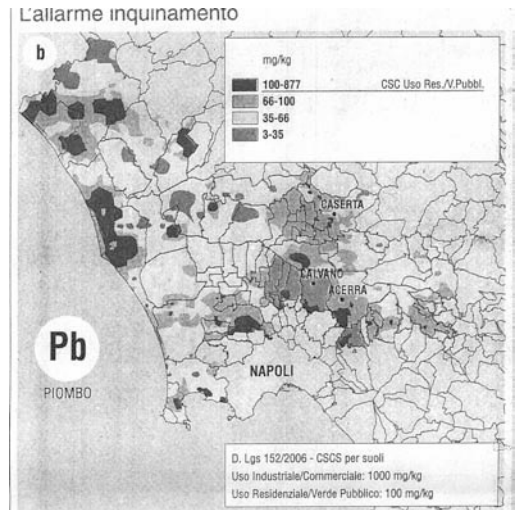 L'allarme inquinamento
b
mg/kg
100-877 CSC Uso Res./V.Pubbl.
66-100
35-66
3-35
CASERTA
CAIVANO
ACERRA
Pb
PIOMBO
NAPOLI
D. Lgs 152/2006 - CSCS per suoli
Uso Industriale/Commerciale: 1000 mg/kg
Uso Residenziale/Verde Pubblico: 100 mg/kg